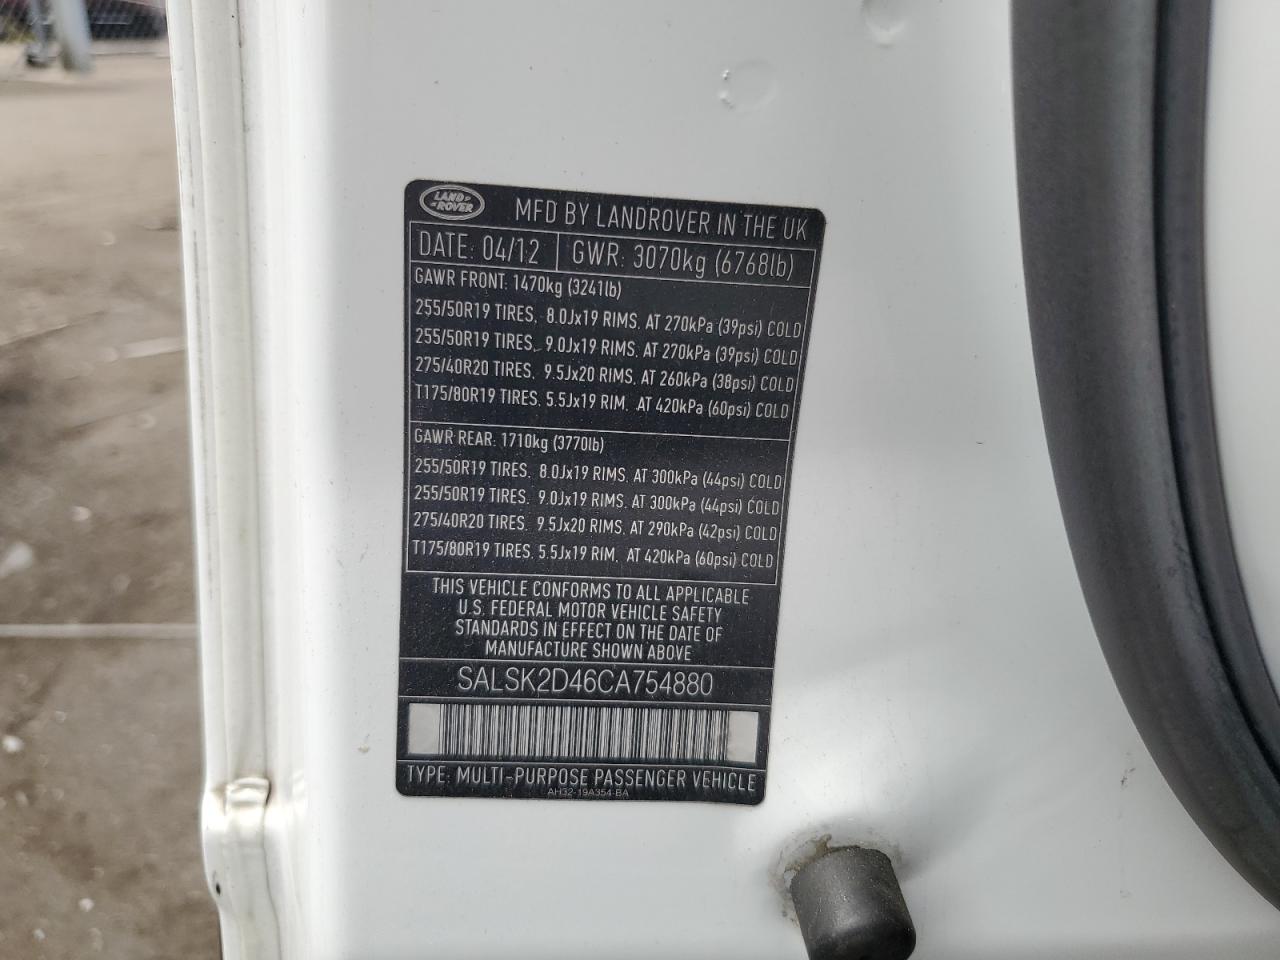 LAND ROVER
MFD BY LANDROVER IN THE UK
DATE: 04/12 GWR: 3070kg (6768lb)
GAWR FRONT: 1470kg (3241lb)
255/50R19 TIRES, 8.0Jx19 RIMS, AT 270kPa (39psi) COLD
255/50R19 TIRES, 9.0Jx19 RIMS, AT 270kPa (39psi) COLD
275/40R20 TIRES, 9.5Jx20 RIMS, AT 260kPa (38psi) COLD
T175/80R19 TIRES, 5.5Jx19 RIM, AT 420kPa (60psi) COLD
GAWR REAR: 1710kg (3770lb)
255/50R19 TIRES, 8.0Jx19 RIMS, AT 300kPa (44psi) COLD
255/50R19 TIRES, 9.0Jx19 RIMS, AT 300kPa (44psi) COLD
275/40R20 TIRES, 9.5Jx20 RIMS, AT 290kPa (42psi) COLD
T175/80R19 TIRES, 5.5Jx19 RIM, AT 420kPa (60psi) COLD
THIS VEHICLE CONFORMS TO ALL APPLICABLE
U.S. FEDERAL MOTOR VEHICLE SAFETY
STANDARDS IN EFFECT ON THE DATE OF
MANUFACTURE SHOWN ABOVE
SALSK2D46CA754880
TYPE: MULTI-PURPOSE PASSENGER VEHICLE
AH32-19A354-BA